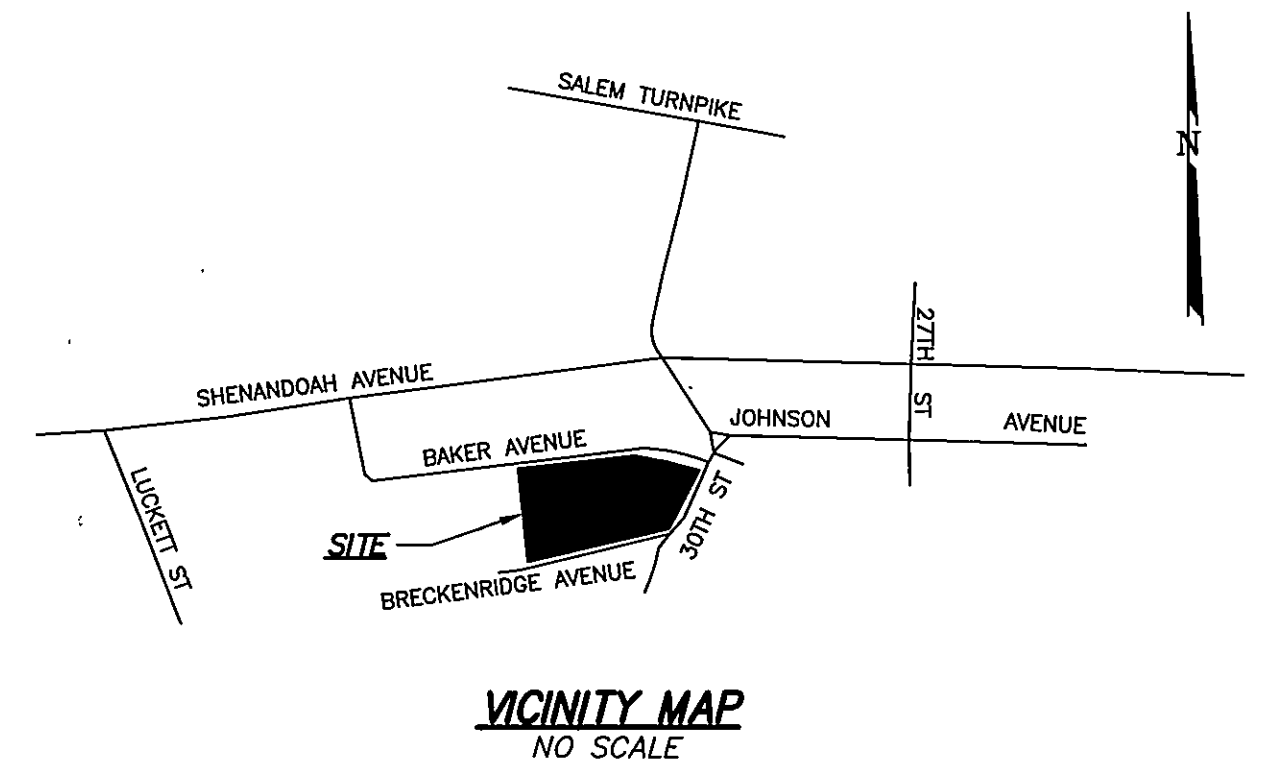 SALEM TURNPIKE
N
27TH ST
SHENANDOAH AVENUE
JOHNSON AVENUE
BAKER AVENUE
LUCKETT ST
SITE
30TH ST
BRECKENRIDGE AVENUE
VICINITY MAP
NO SCALE